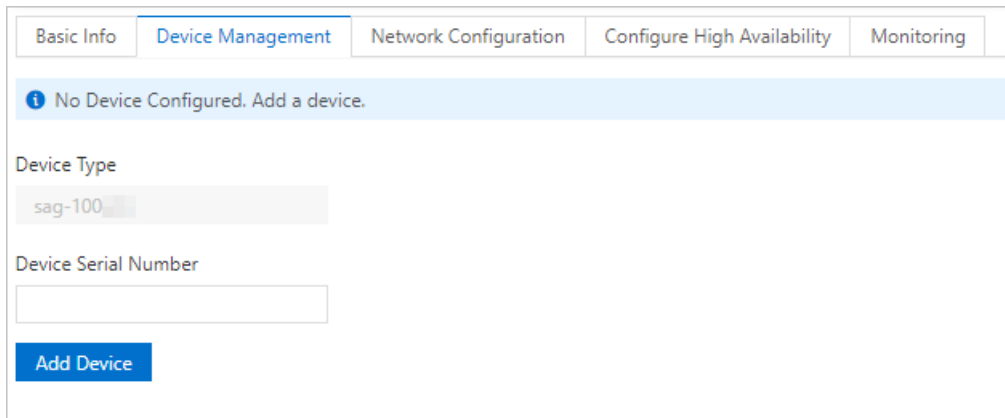 Basic Info Device Management Network Configuration Configure High Availability Monitoring
No Device Configured. Add a device.
Device Type
sag-100
Device Serial Number
Add Device